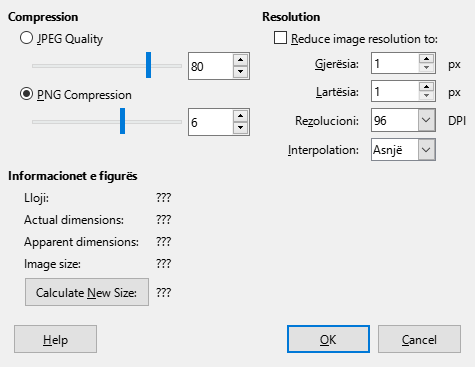 Compression
JPEG Quality
80
PNG Compression
6
Resolution
Reduce image resolution to:
Gjerësia: 1 px
Lartësia: 1 px
Rezolucioni: 96 DPI
Interpolation: Asnjë
Informacionet e figurës
Lloji: ???
Actual dimensions: ???
Apparent dimensions: ???
Image size: ???
Calculate New Size: ???
Help OK Cancel